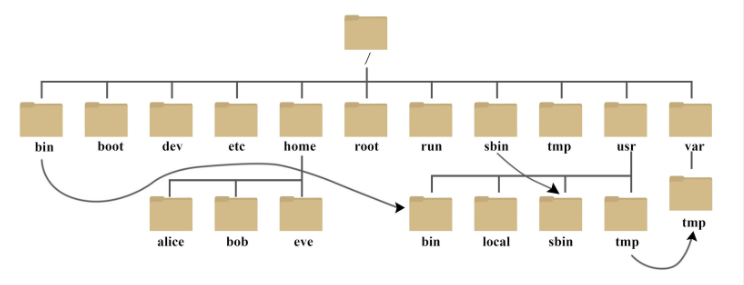 /
bin boot dev etc home root run sbin tmp usr var
alice bob eve bin local sbin tmp tmp